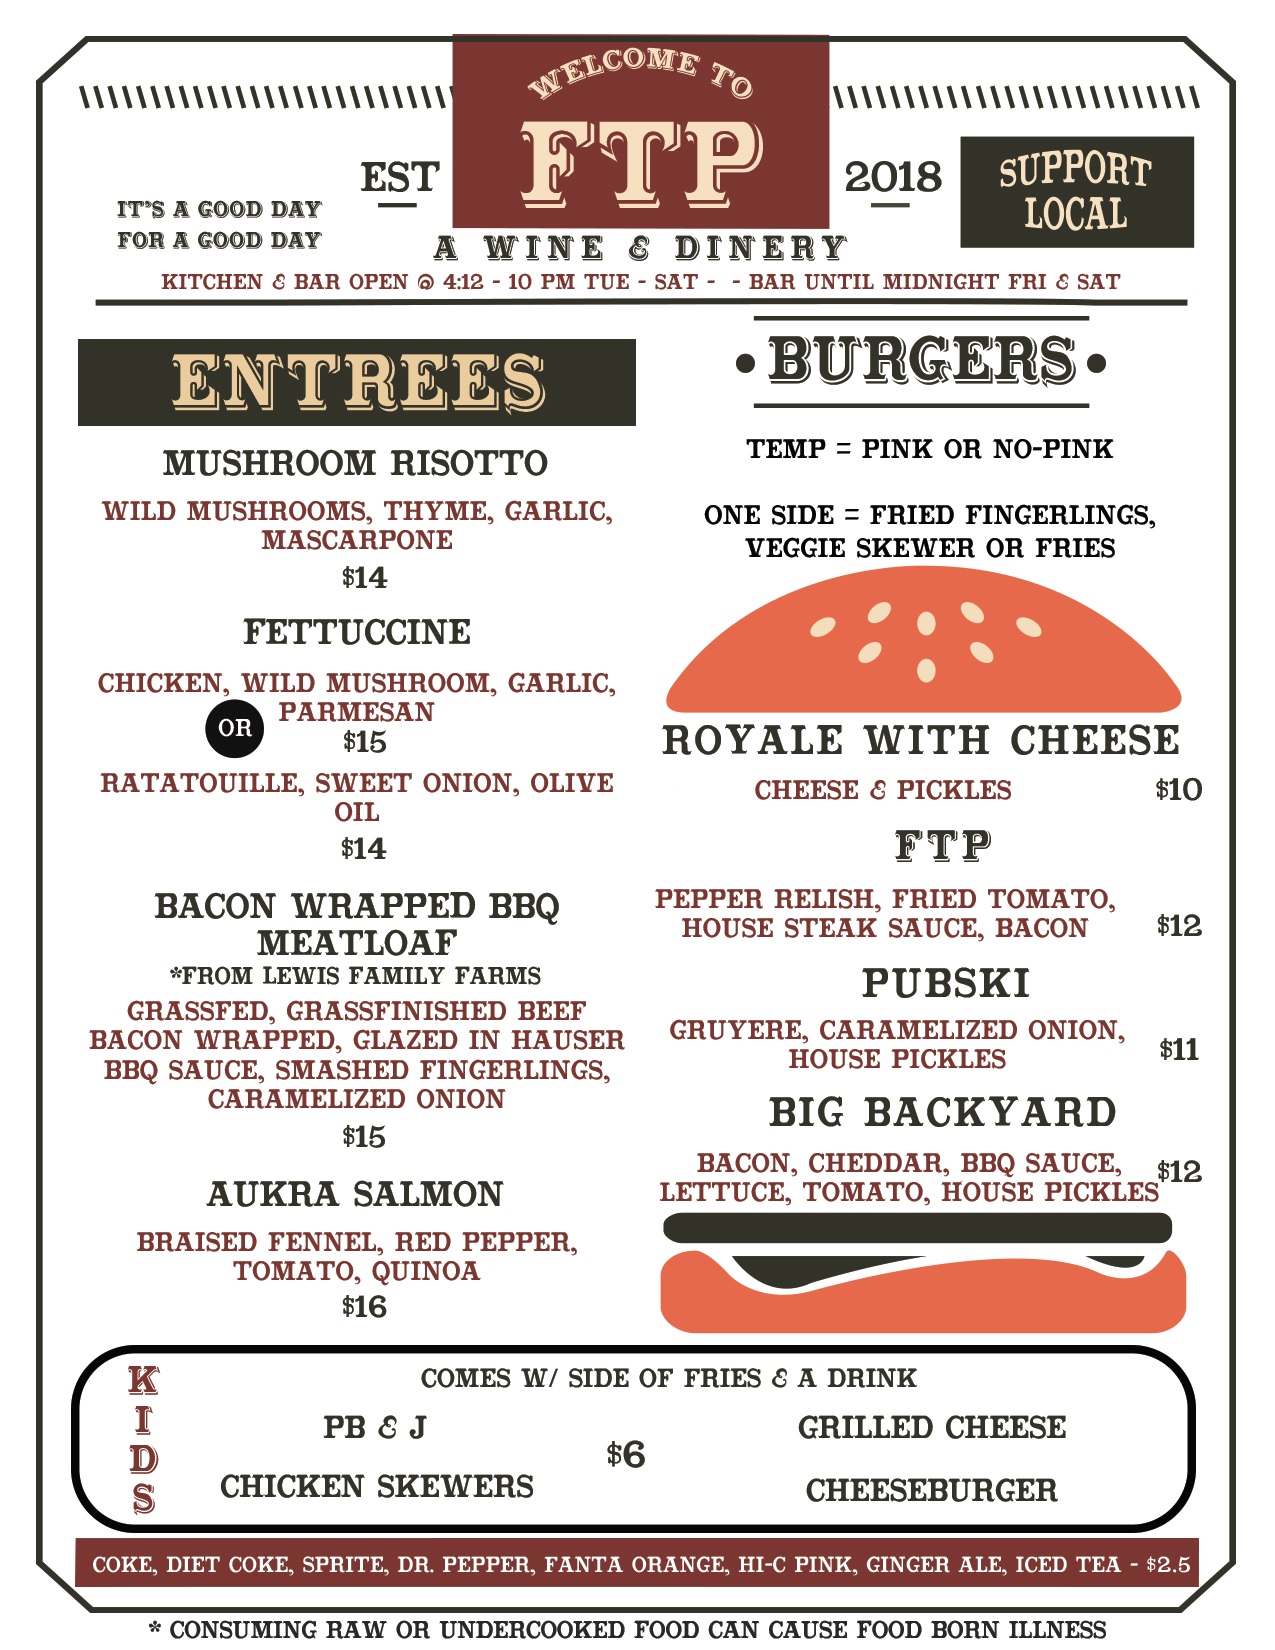 WELCOME TO
FTP
EST
2018
SUPPORT
LOCAL
IT'S A GOOD DAY
FOR A GOOD DAY
A WINE & DINERY
KITCHEN & BAR OPEN @ 4:12 - 10 PM TUE - SAT - - BAR UNTIL MIDNIGHT FRI & SAT
ENTREES
MUSHROOM RISOTTO
WILD MUSHROOMS, THYME, GARLIC,
MASCARPONE
$14
FETTUCCINE
CHICKEN, WILD MUSHROOM, GARLIC,
PARMESAN
OR
$15
RATATOUILLE, SWEET ONION, OLIVE
OIL
$14
BACON WRAPPED BBQ
MEATLOAF
*FROM LEWIS FAMILY FARMS
GRASSFED, GRASSFINISHED BEEF
BACON WRAPPED, GLAZED IN HAUSER
BBQ SAUCE, SMASHED FINGERLINGS,
CARAMELIZED ONION
$15
AUKRA SALMON
BRAISED FENNEL, RED PEPPER,
TOMATO, QUINOA
$16
• BURGERS •
TEMP = PINK OR NO-PINK
ONE SIDE = FRIED FINGERLINGS,
VEGGIE SKEWER OR FRIES
ROYALE WITH CHEESE
CHEESE & PICKLES $10
FTP
PEPPER RELISH, FRIED TOMATO,
HOUSE STEAK SAUCE, BACON $12
PUBSKI
GRUYERE, CARAMELIZED ONION,
HOUSE PICKLES $11
BIG BACKYARD
BACON, CHEDDAR, BBQ SAUCE, $12
LETTUCE, TOMATO, HOUSE PICKLES
KIDS
COMES W/ SIDE OF FRIES & A DRINK
PB & J
GRILLED CHEESE
$6
CHICKEN SKEWERS
CHEESEBURGER
COKE, DIET COKE, SPRITE, DR. PEPPER, FANTA ORANGE, HI-C PINK, GINGER ALE, ICED TEA - $2.5
* CONSUMING RAW OR UNDERCOOKED FOOD CAN CAUSE FOOD BORN ILLNESS